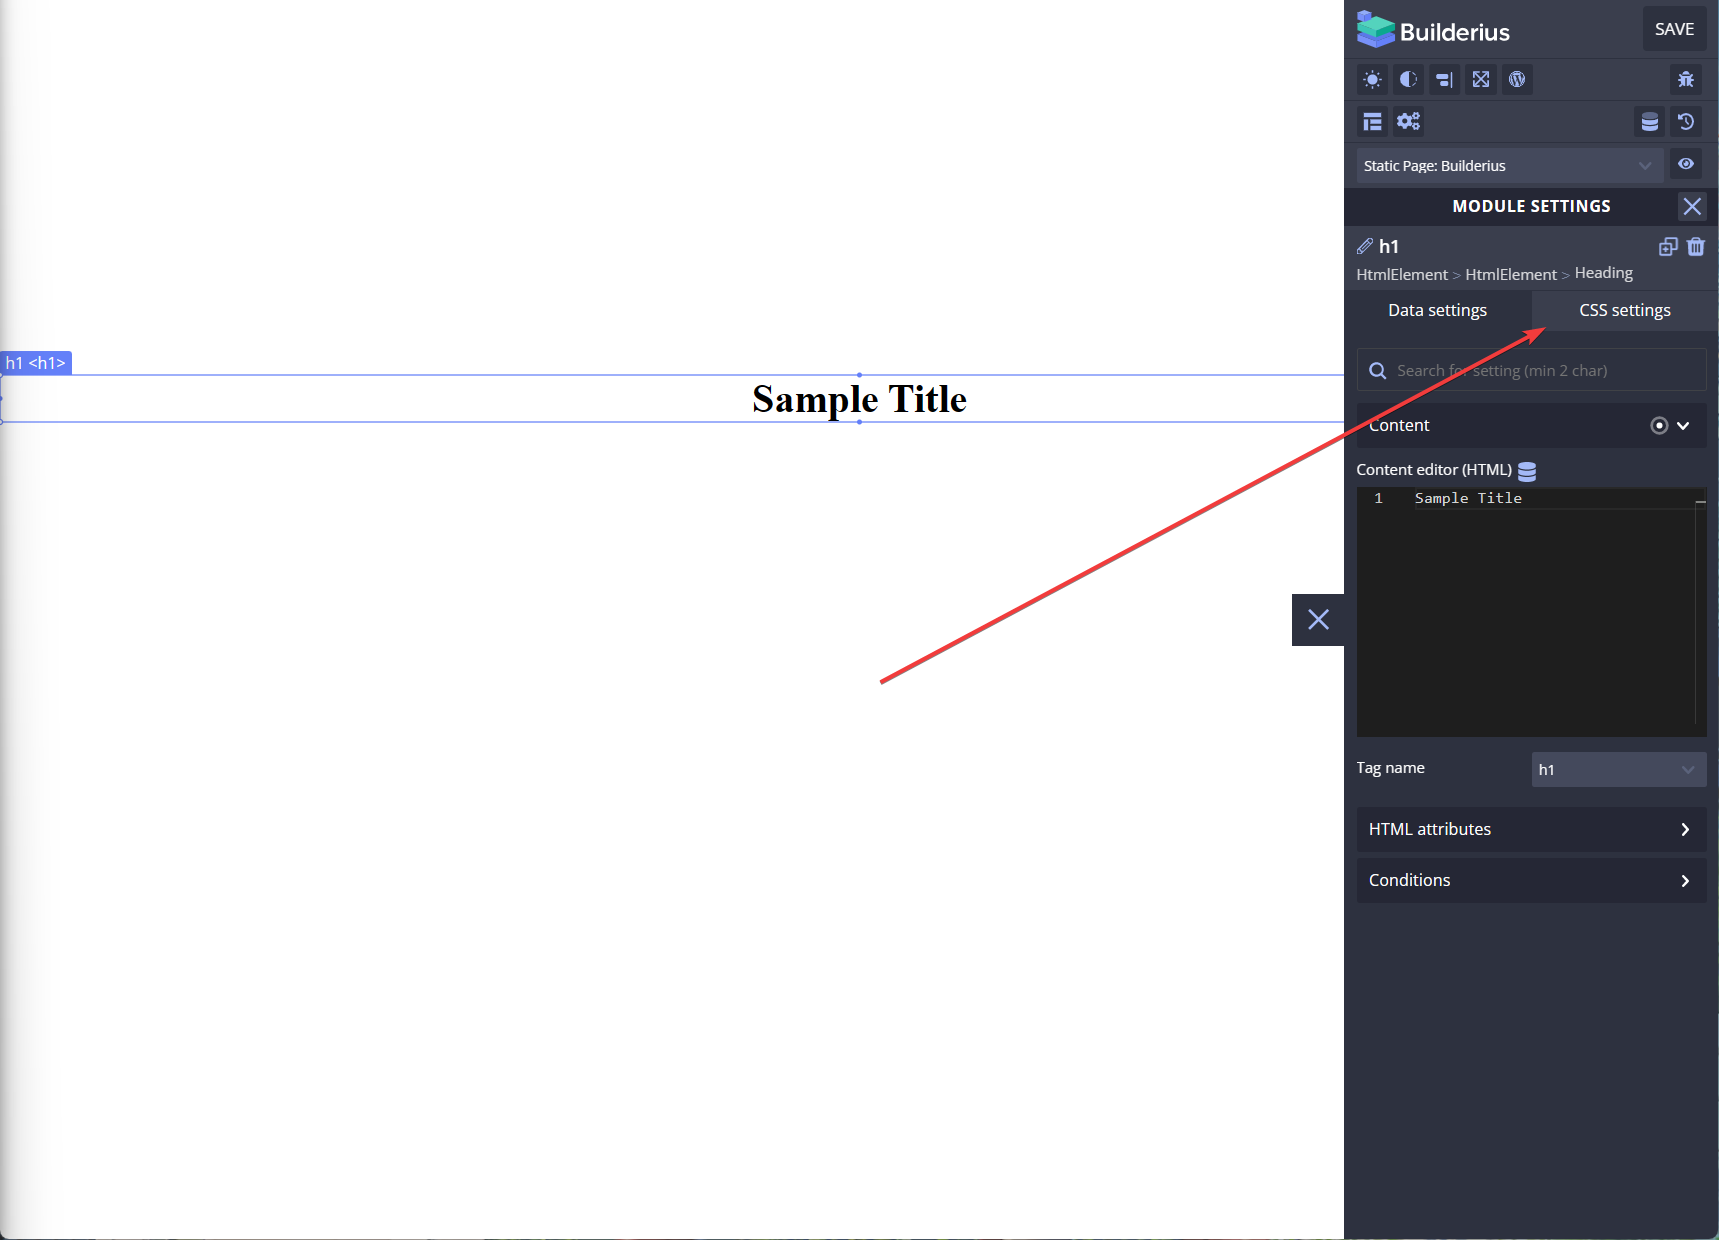 Builderius
SAVE
Static Page: Builderius
MODULE SETTINGS
h1
HtmlElement > HtmlElement > Heading
Data settings
CSS settings
h1 <h1>
Sample Title
Search for setting (min 2 char)
Content
Content editor (HTML)
1 Sample Title
Tag name
h1
HTML attributes
Conditions